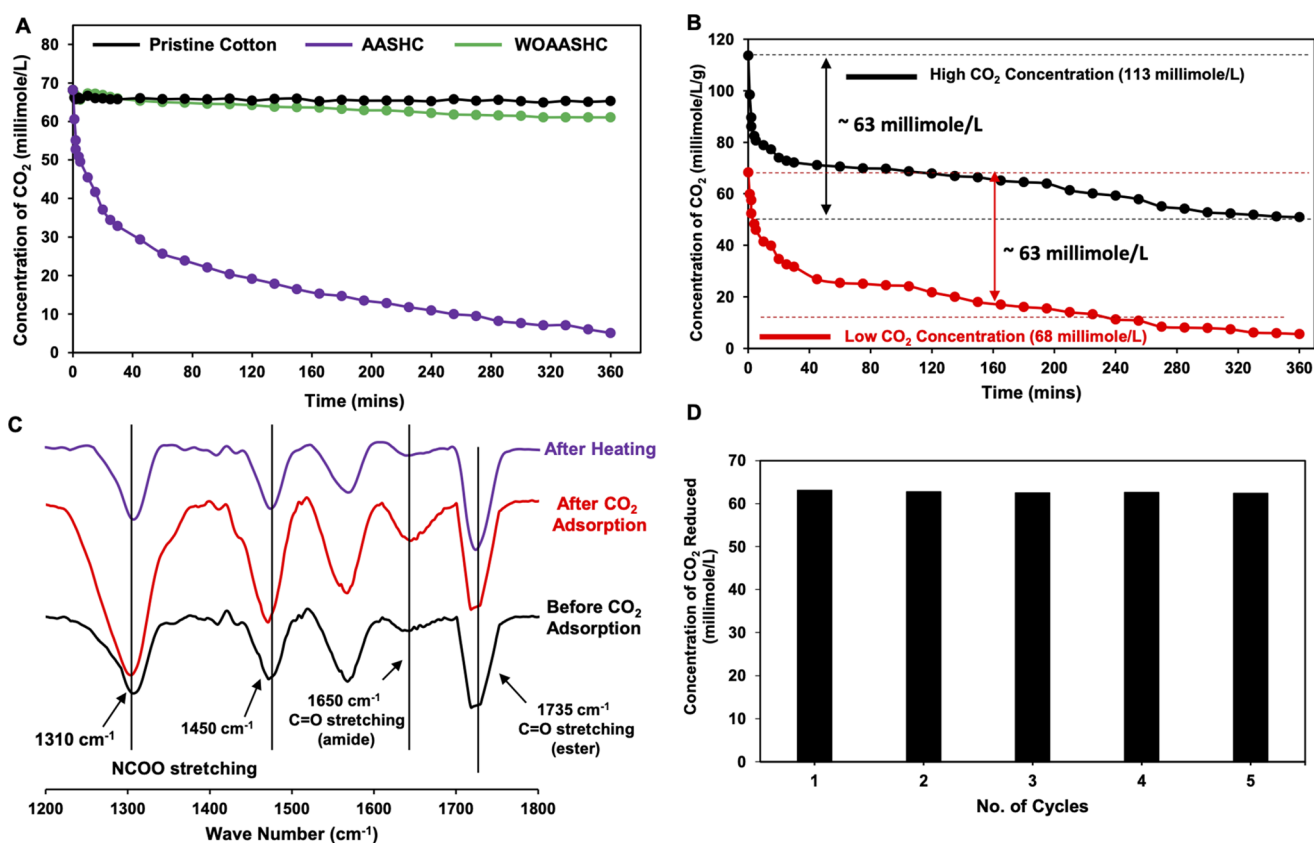 A
Pristine Cotton
AASHC
WOAASHC
Concentration of CO₂ (millimole/L)
80
70
60
50
40
30
20
10
0
0
40
80
120
160
200
240
280
320
360
Time (mins)
B
Concentration of CO₂ (millimole/L/g)
120
100
80
60
40
20
0
High CO₂ Concentration (113 millimole/L)
~ 63 millimole/L
~ 63 millimole/L
Low CO₂ Concentration (68 millimole/L)
0
40
80
120
160
200
240
280
320
360
Time (mins)
C
After Heating
After CO₂
Adsorption
Before CO₂
Adsorption
1310 cm⁻¹
1450 cm⁻¹
NCOO stretching
1650 cm⁻¹
C=O stretching
(amide)
1735 cm⁻¹
C=O stretching
(ester)
1200
1300
1400
1500
1600
1700
1800
Wave Number (cm⁻¹)
D
Concentration of CO₂ Reduced
(millimole/L)
70
60
50
40
30
20
10
0
1
2
3
4
5
No. of Cycles